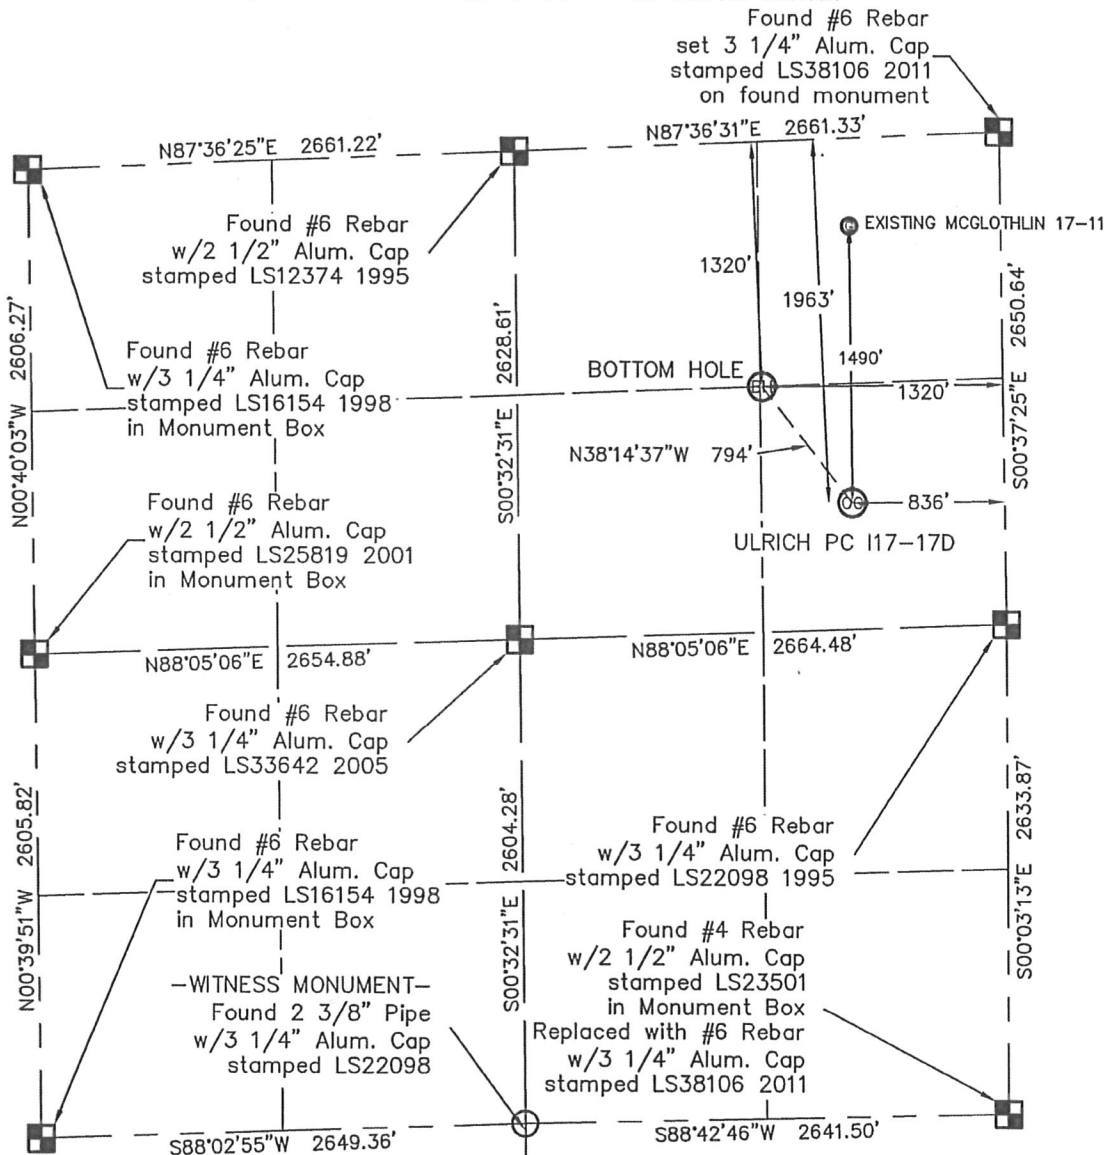 Found #6 Rebar
set 3 1/4" Alum. Cap
stamped LS38106 2011
on found monument
N87°36'25"E 2661.22'
N87°36'31"E 2661.33'
Found #6 Rebar
w/2 1/2" Alum. Cap
stamped LS12374 1995
EXISTING MCGLOTHLIN 17-11
1320'
1963'
1490'
N00°40'03"W 2606.27'
S00°32'31"E 2628.61'
S00°37'25"E 2650.64'
Found #6 Rebar
w/3 1/4" Alum. Cap
stamped LS16154 1998
in Monument Box
BOTTOM HOLE
BH
1320'
N38°14'37"W 794'
OG
836'
ULRICH PC I17-17D
Found #6 Rebar
w/2 1/2" Alum. Cap
stamped LS25819 2001
in Monument Box
N88°05'06"E 2654.88'
N88°05'06"E 2664.48'
Found #6 Rebar
w/3 1/4" Alum. Cap
stamped LS33642 2005
N00°39'51"W 2605.82'
S00°32'31"E 2604.28'
S00°03'13"E 2633.87'
Found #6 Rebar
w/3 1/4" Alum. Cap
stamped LS16154 1998
in Monument Box
Found #6 Rebar
w/3 1/4" Alum. Cap
stamped LS22098 1995
-WITNESS MONUMENT-
Found 2 3/8" Pipe
w/3 1/4" Alum. Cap
stamped LS22098
Found #4 Rebar
w/2 1/2" Alum. Cap
stamped LS23501
in Monument Box
Replaced with #6 Rebar
w/3 1/4" Alum. Cap
stamped LS38106 2011
S88°02'55"W 2649.36'
S88°42'46"W 2641.50'